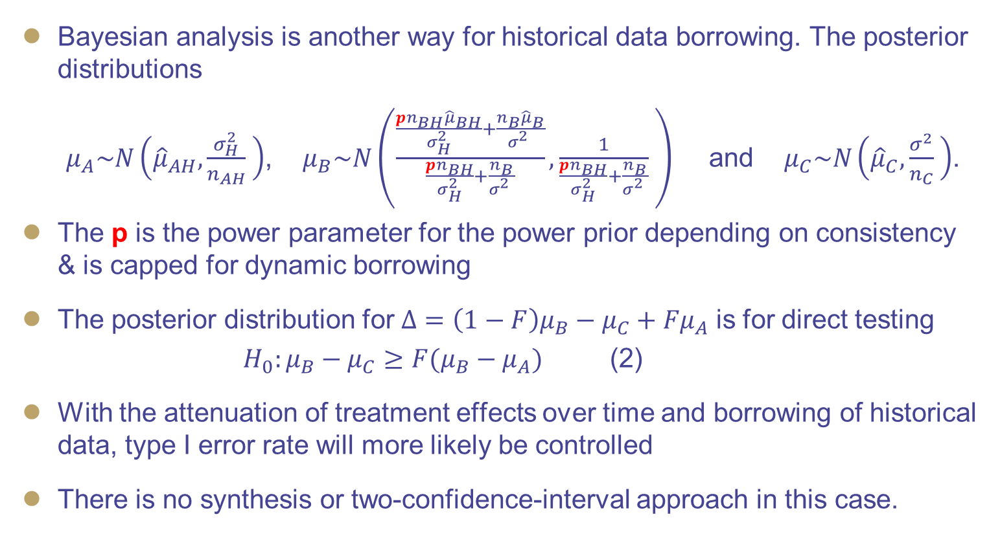 Bayesian analysis is another way for historical data borrowing. The posterior
distributions
$\mu_A \sim N\left(\hat{\mu}_{AH}, \frac{\sigma_H^2}{n_{AH}}\right), \quad \mu_B \sim N\left(\frac{\frac{\boldsymbol{p}n_{BH}\hat{\mu}_{BH}}{\sigma_H^2}+\frac{n_B\hat{\mu}_B}{\sigma^2}}{\frac{\boldsymbol{p}n_{BH}}{\sigma_H^2}+\frac{n_B}{\sigma^2}}, \frac{1}{\frac{\boldsymbol{p}n_{BH}}{\sigma_H^2}+\frac{n_B}{\sigma^2}}\right)$ and $\mu_C \sim N\left(\hat{\mu}_C, \frac{\sigma^2}{n_C}\right).$
The p is the power parameter for the power prior depending on consistency
& is capped for dynamic borrowing
The posterior distribution for $\Delta = (1 - F)\mu_B - \mu_C + F\mu_A$ is for direct testing
$H_0: \mu_B - \mu_C \geq F(\mu_B - \mu_A)$ (2)
With the attenuation of treatment effects over time and borrowing of historical
data, type I error rate will more likely be controlled
There is no synthesis or two-confidence-interval approach in this case.